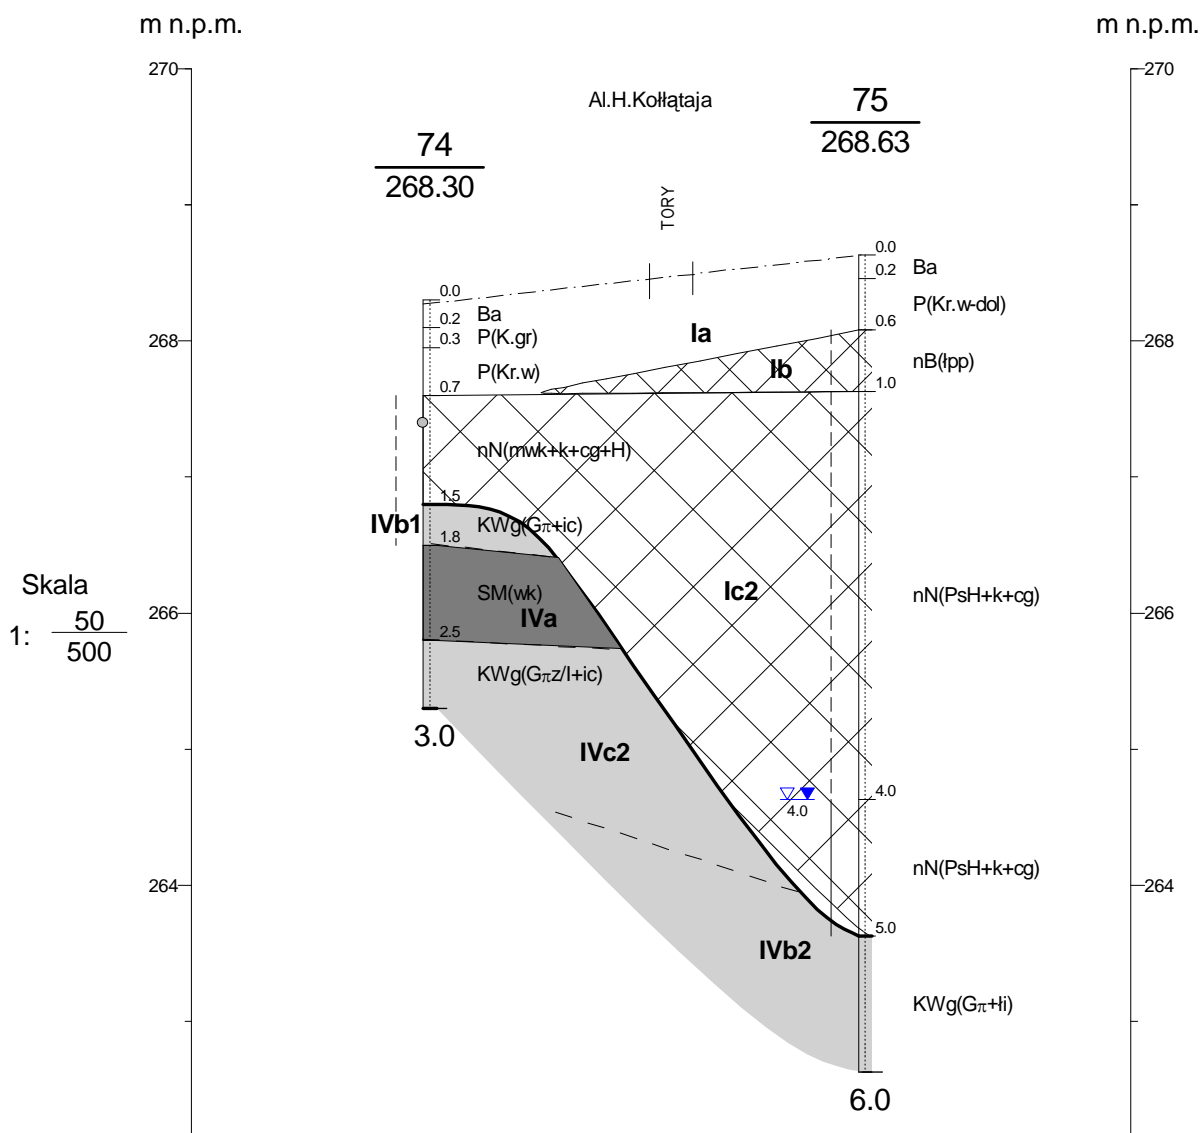 m n.p.m.
m n.p.m.
270
270
Al.H.Kołłątaja
75
268.63
74
268.30
TORY
0.0
0.2
Ba
P(Kr.w-dol)
0.6
nB(łpp)
1.0
0.0
0.2
Ba
0.3
P(K.gr)
P(Kr.w)
0.7
Ia
Ib
268
268
nN(mwk+k+cg+H)
1.5
IVb1
KWg(Gπ+ic)
1.8
SM(wk)
IVa
2.5
KWg(Gπz/I+ic)
Ic2
nN(PsH+k+cg)
Skala
1: 50
500
266
266
3.0
IVc2
4.0
4.0
nN(PsH+k+cg)
264
264
5.0
IVb2
KWg(Gπ+łi)
6.0